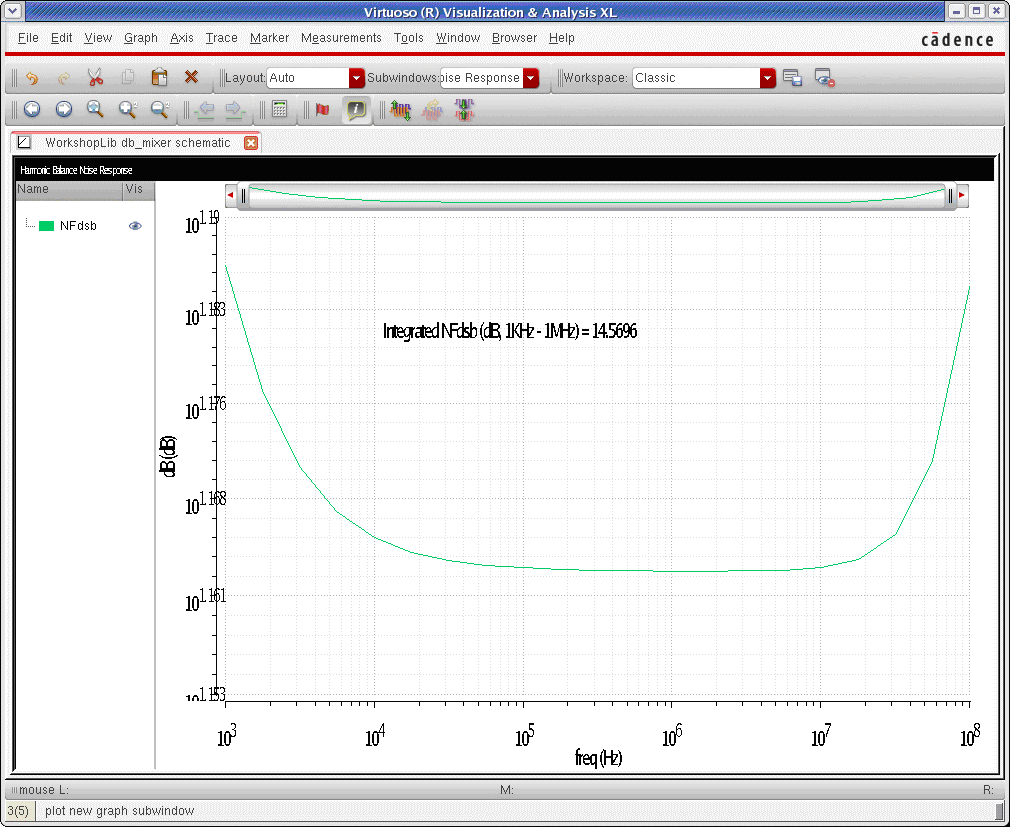 Virtuoso (R) Visualization & Analysis XL
File Edit View Graph Axis Trace Marker Measurements Tools Window Browser Help
cādence
Layout: Auto Subwindows: oise Response Workspace: Classic
WorkshopLib db_mixer schematic
Harmonic Balance Noise Response
Name Vis
NFdsb
10^1.19
10^1.183
Integrated NFdsb (dB, 1KHz - 1MHz) = 14.5696
10^1.176
dB (dB)
10^1.168
10^1.161
10^1.153
10^3 10^4 10^5 10^6 10^7 10^8
freq (Hz)
mouse L: M: R:
3(5) plot new graph subwindow